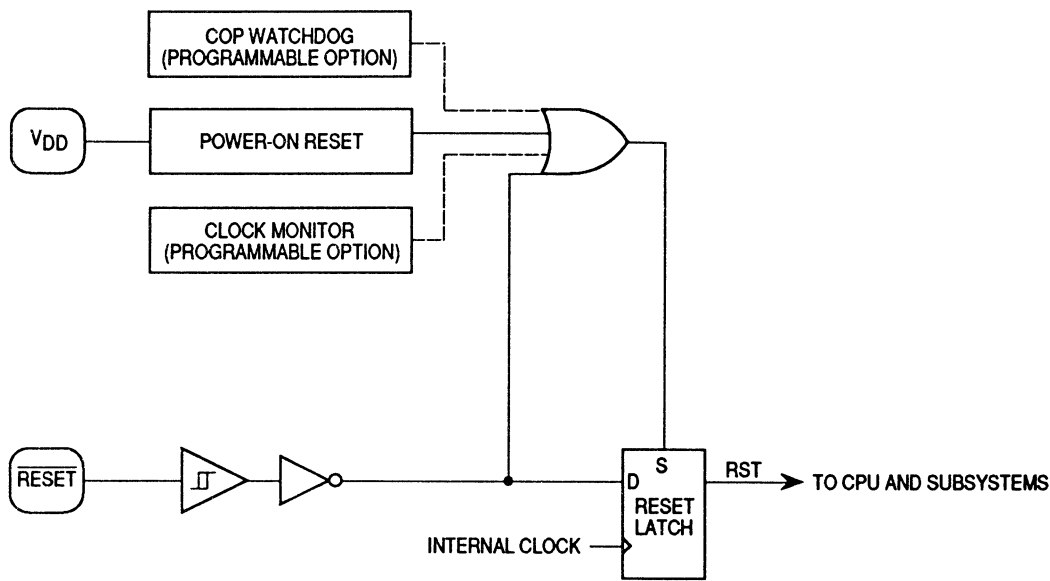 COP WATCHDOG
(PROGRAMMABLE OPTION)
VDD
POWER-ON RESET
CLOCK MONITOR
(PROGRAMMABLE OPTION)
RESET
D
S
RESET
LATCH
RST
TO CPU AND SUBSYSTEMS
INTERNAL CLOCK